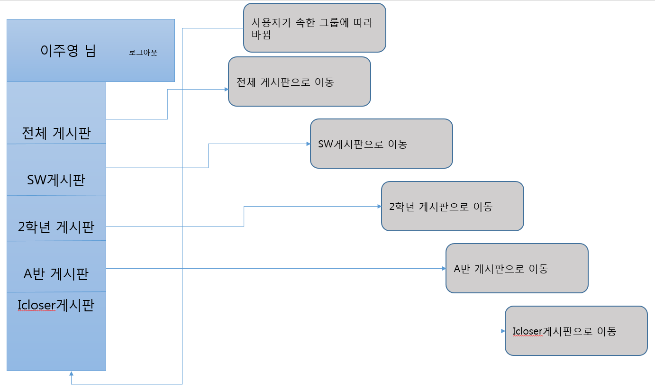 이주영 님
로그아웃
전체 게시판
SW게시판
2학년 게시판
A반 게시판
Icloser게시판
사용자가 속한 그룹에 따라
바뀜
전체 게시판으로 이동
SW게시판으로 이동
2학년 게시판으로 이동
A반 게시판으로 이동
Icloser게시판으로 이동